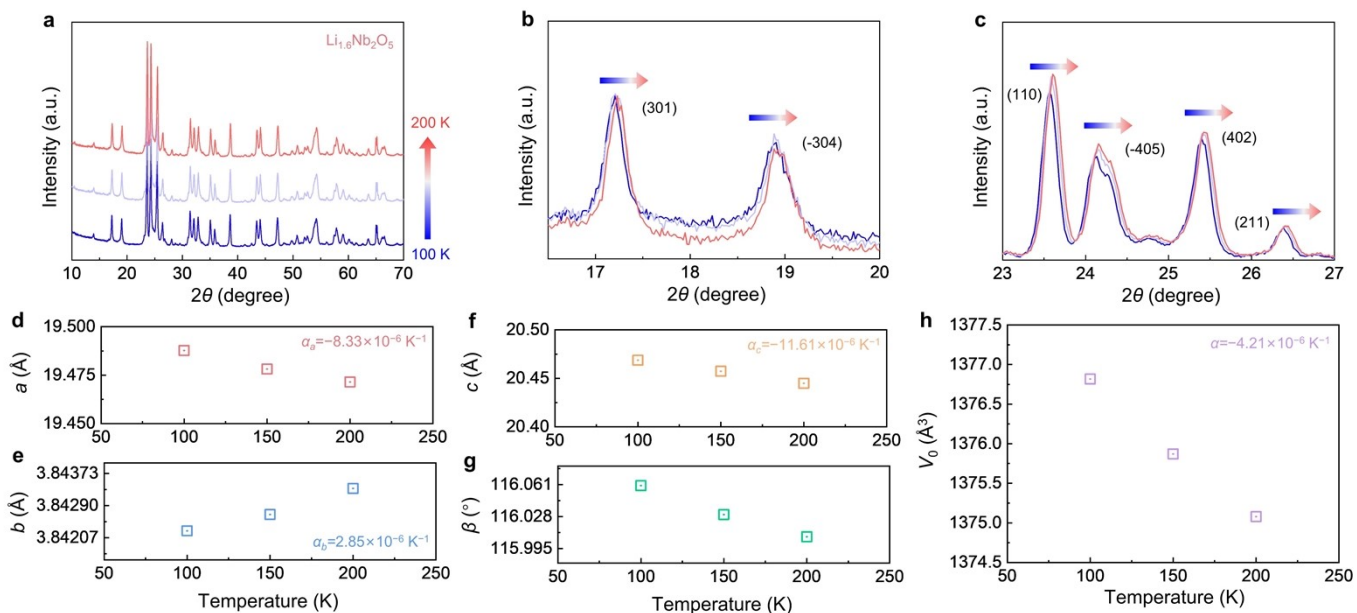 a
Li1.6Nb2O5
Intensity (a.u.)
200 K
100 K
10 20 30 40 50 60 70
2θ (degree)
b
Intensity (a.u.)
(301)
(-304)
17 18 19 20
2θ (degree)
c
Intensity (a.u.)
(110)
(-405)
(402)
(211)
23 24 25 26 27
2θ (degree)
d
a (Å)
19.500
19.475
19.450
αa=−8.33×10−6 K−1
50 100 150 200 250
e
b (Å)
3.84373
3.84290
3.84207
αb=2.85×10−6 K−1
50 100 150 200 250
Temperature (K)
f
c (Å)
20.50
20.45
20.40
αc=−11.61×10−6 K−1
50 100 150 200 250
g
β (°)
116.061
116.028
115.995
50 100 150 200 250
Temperature (K)
h
V0 (Å3)
1377.5
1377.0
1376.5
1376.0
1375.5
1375.0
1374.5
α=−4.21×10−6 K−1
50 100 150 200 250
Temperature (K)